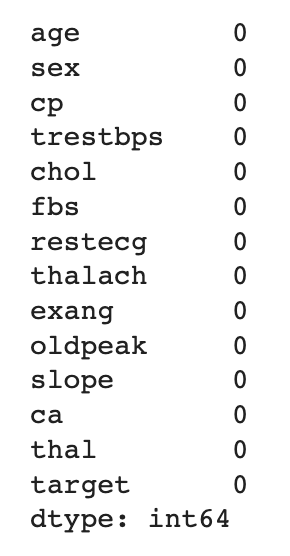 age 0
sex 0
cp 0
trestbps 0
chol 0
fbs 0
restecg 0
thalach 0
exang 0
oldpeak 0
slope 0
ca 0
thal 0
target 0
dtype: int64